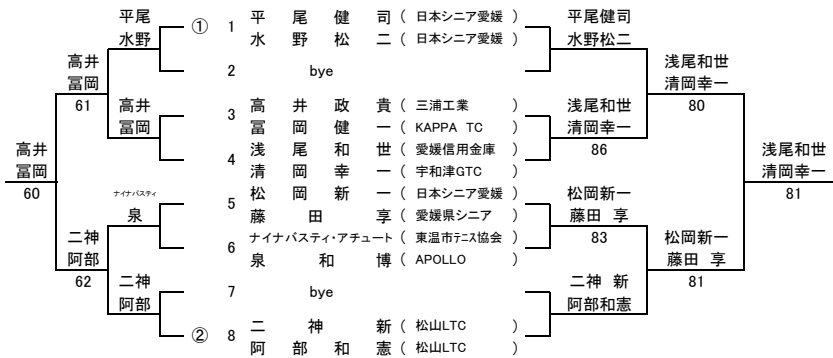 平尾
水野
高井
冨岡
61
高井
冨岡
高井
冨岡
60
ナイナバスティ
泉
二神
阿部
62
二神
阿部
① 1 平尾健司 ( 日本シニア愛媛 )
水野松二 ( 日本シニア愛媛 )
2 bye
3 高井政貴 ( 三浦工業 )
冨岡健一 ( KAPPA TC )
4 浅尾和世 ( 愛媛信用金庫 )
清岡幸一 ( 宇和津GTC )
5 松岡新一 ( 日本シニア愛媛 )
藤田享 ( 愛媛県シニア )
6 ナイナバスティ・アチュート ( 東温市テニス協会 )
泉和博 ( APOLLO )
7 bye
② 8 二神新 ( 松山LTC )
阿部和憲 ( 松山LTC )
平尾健司
水野松二
浅尾和世
清岡幸一
80
浅尾和世
清岡幸一
86
浅尾和世
清岡幸一
81
松岡新一
藤田 享
83
松岡新一
藤田 享
81
二神 新
阿部和憲